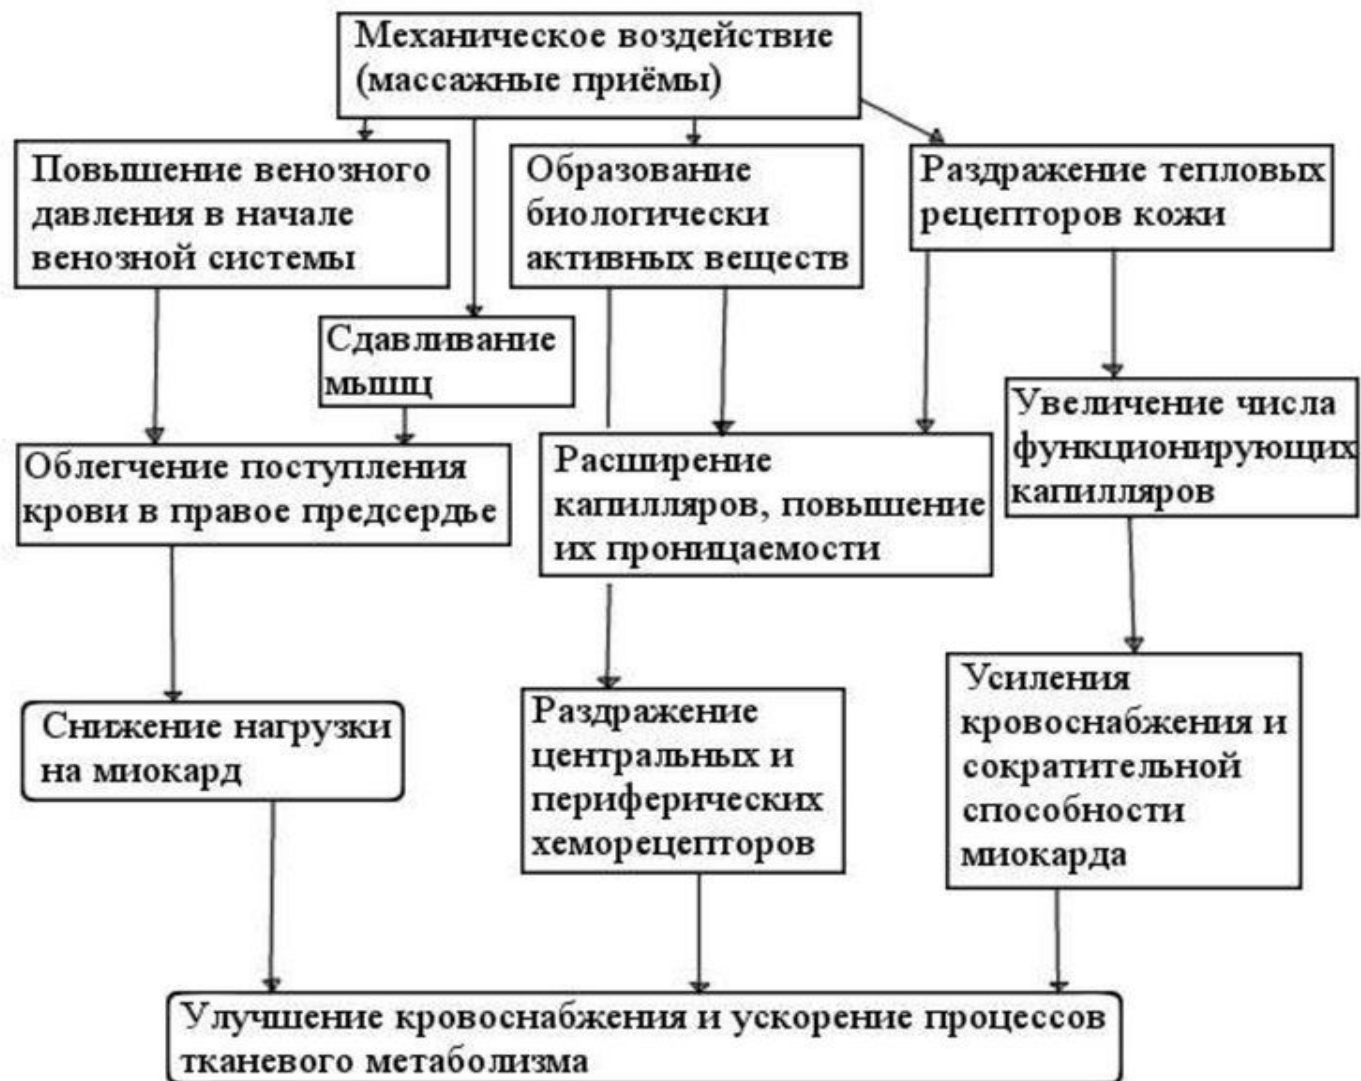 Механическое воздействие
(массажные приёмы)
Повышение венозного
давления в начале
венозной системы
Образование
биологически
активных веществ
Раздражение тепловых
рецепторов кожи
Сдавливание
мышц
Увеличение числа
функционирующих
капилляров
Облегчение поступления
крови в правое предсердье
Расширение
капилляров, повышение
их проницаемости
Снижение нагрузки
на миокард
Раздражение
центральных и
периферических
хеморецепторов
Усиления
кровоснабжения и
сократительной
способности
миокарда
Улучшение кровоснабжения и ускорение процессов
тканевого метаболизма